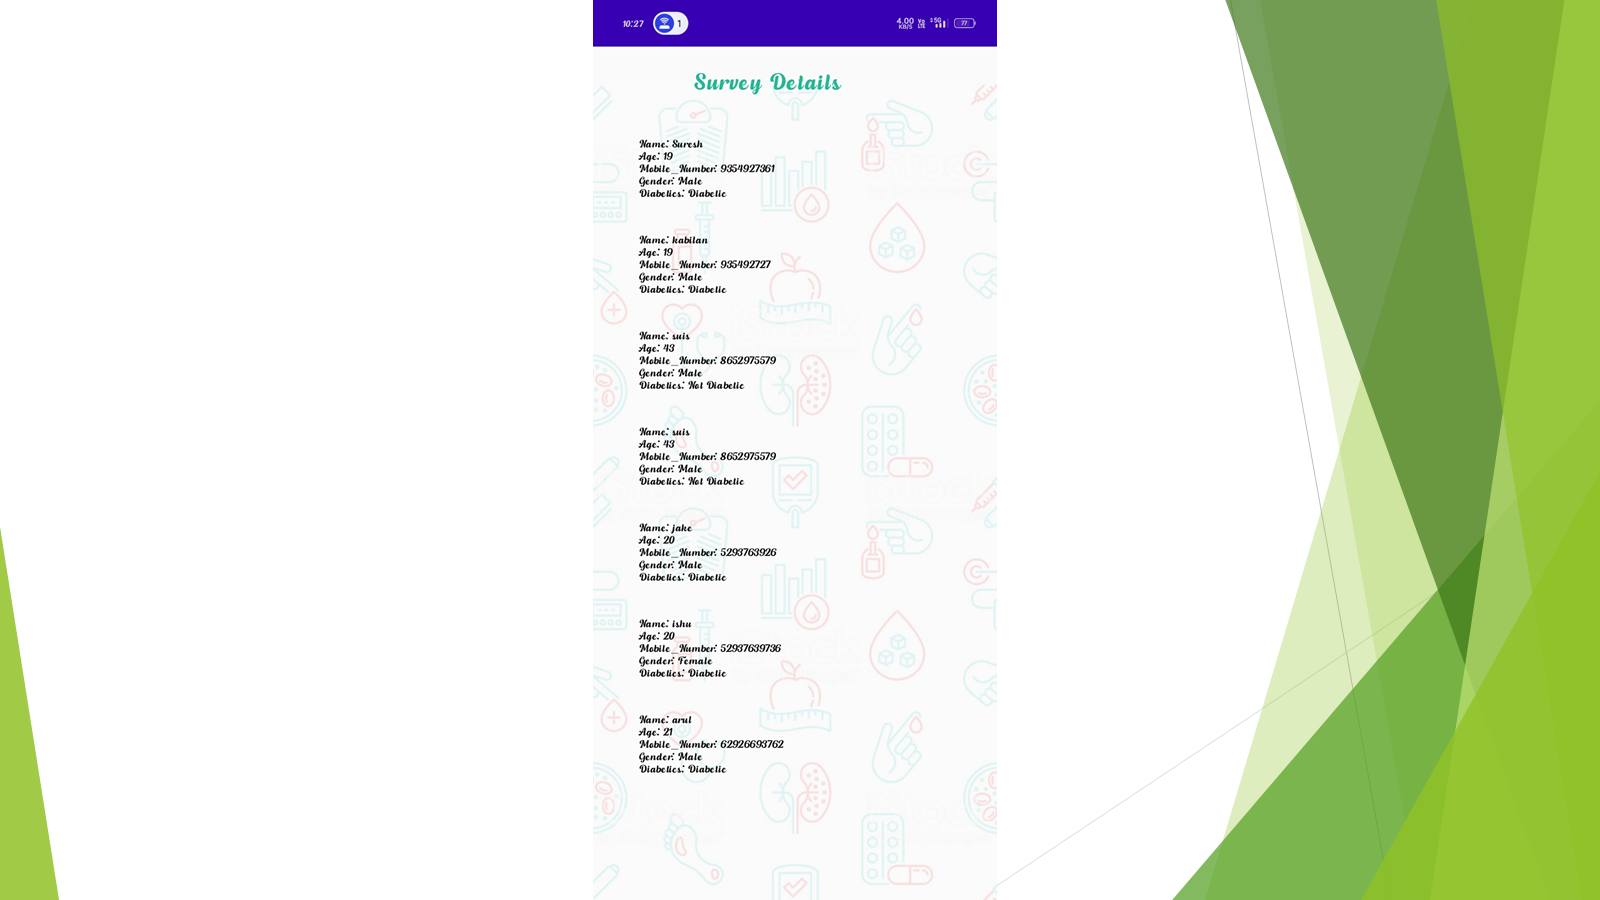 10:27 1 4.00 KB/S Vo LTE 5G 77
Survey Details
Name: Suresh
Age: 19
Mobile_Number: 9354927361
Gender: Male
Diabetics: Diabetic
Name: kabilan
Age: 19
Mobile_Number: 935492727
Gender: Male
Diabetics: Diabetic
Name: suis
Age: 43
Mobile_Number: 8652975579
Gender: Male
Diabetics: Not Diabetic
Name: suis
Age: 43
Mobile_Number: 8652975579
Gender: Male
Diabetics: Not Diabetic
Name: jake
Age: 20
Mobile_Number: 5293763926
Gender: Male
Diabetics: Diabetic
Name: ishu
Age: 20
Mobile_Number: 52937639736
Gender: Female
Diabetics: Diabetic
Name: arul
Age: 21
Mobile_Number: 62926693762
Gender: Male
Diabetics: Diabetic